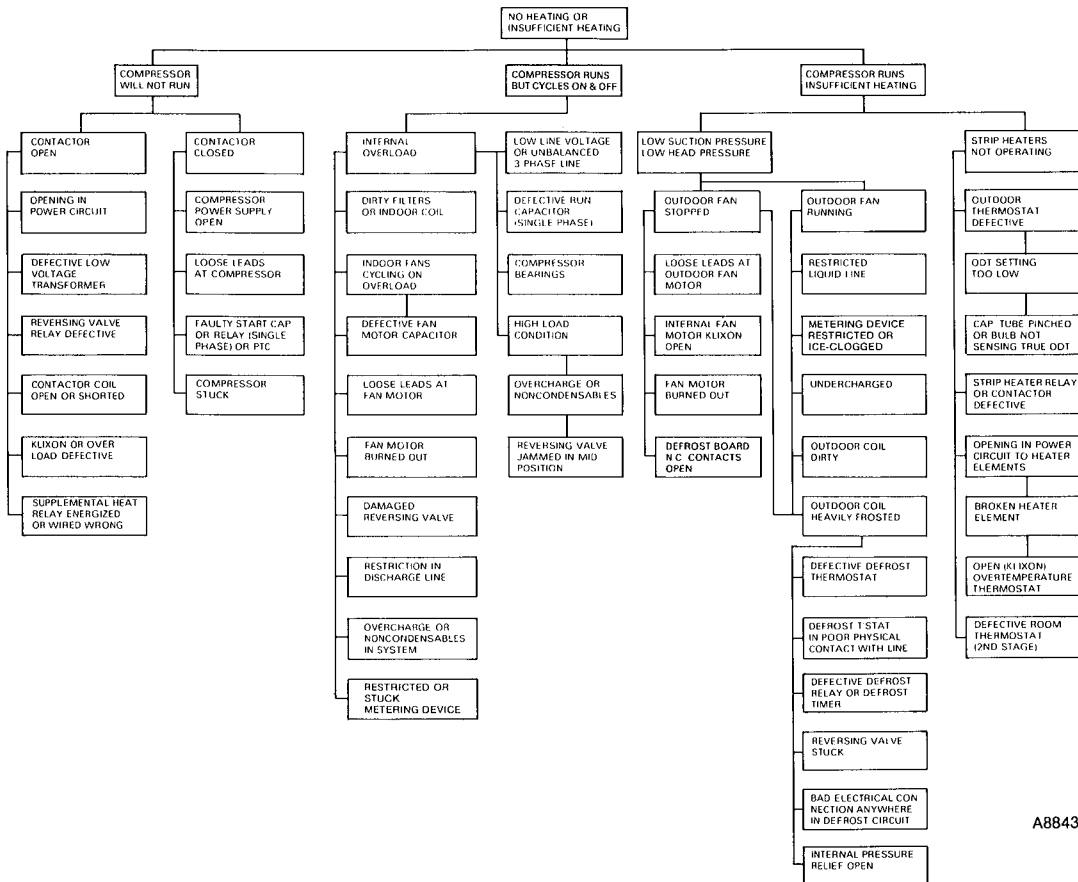 NO HEATING OR
INSUFFICIENT HEATING
COMPRESSOR
WILL NOT RUN
COMPRESSOR RUNS
BUT CYCLES ON & OFF
COMPRESSOR RUNS
INSUFFICIENT HEATING
CONTACTOR
OPEN
OPENING IN
POWER CIRCUIT
DEFECTIVE LOW
VOLTAGE
TRANSFORMER
REVERSING VALVE
RELAY DEFECTIVE
CONTACTOR COIL
OPEN OR SHORTED
KLIXON OR OVER
LOAD DEFECTIVE
SUPPLEMENTAL HEAT
RELAY ENERGIZED
OR WIRED WRONG
CONTACTOR
CLOSED
COMPRESSOR
POWER SUPPLY
OPEN
LOOSE LEADS
AT COMPRESSOR
FAULTY START CAP
OR RELAY (SINGLE
PHASE) OR PTC
COMPRESSOR
STUCK
INTERNAL
OVERLOAD
DIRTY FILTERS
OR INDOOR COIL
INDOOR FANS
CYCLING ON
OVERLOAD
DEFECTIVE FAN
MOTOR CAPACITOR
LOOSE LEADS AT
FAN MOTOR
FAN MOTOR
BURNED OUT
DAMAGED
REVERSING VALVE
RESTRICTION IN
DISCHARGE LINE
OVERCHARGE OR
NONCONDENSABLES
IN SYSTEM
RESTRICTED OR
STUCK
METERING DEVICE
LOW LINE VOLTAGE
OR UNBALANCED
3 PHASE LINE
DEFECTIVE RUN
CAPACITOR
(SINGLE PHASE)
COMPRESSOR
BEARINGS
HIGH LOAD
CONDITION
OVERCHARGE OR
NONCONDENSABLES
REVERSING VALVE
JAMMED IN MID
POSITION
LOW SUCTION PRESSURE
LOW HEAD PRESSURE
OUTDOOR FAN
STOPPED
LOOSE LEADS AT
OUTDOOR FAN
MOTOR
INTERNAL FAN
MOTOR KLIXON
OPEN
FAN MOTOR
BURNED OUT
DEFROST BOARD
N.C. CONTACTS
OPEN
OUTDOOR FAN
RUNNING
RESTRICTED
LIQUID LINE
METERING DEVICE
RESTRICTED OR
ICE-CLOGGED
UNDERCHARGED
OUTDOOR COIL
DIRTY
OUTDOOR COIL
HEAVILY FROSTED
DEFECTIVE DEFROST
THERMOSTAT
DEFROST T'STAT
IN POOR PHYSICAL
CONTACT WITH LINE
DEFECTIVE DEFROST
RELAY OR DEFROST
TIMER
REVERSING VALVE
STUCK
BAD ELECTRICAL CON
NECTION ANYWHERE
IN DEFROST CIRCUIT
INTERNAL PRESSURE
RELIEF OPEN
STRIP HEATERS
NOT OPERATING
OUTDOOR
THERMOSTAT
DEFECTIVE
ODT SETTING
TOO LOW
CAP TUBE PINCHED
OR BULB NOT
SENSING TRUE ODT
STRIP HEATER RELAY
OR CONTACTOR
DEFECTIVE
OPENING IN POWER
CIRCUIT TO HEATER
ELEMENTS
BROKEN HEATER
ELEMENT
OPEN (KLIXON)
OVERTEMPERATURE
THERMOSTAT
DEFECTIVE ROOM
THERMOSTAT
(2ND STAGE)
A8843